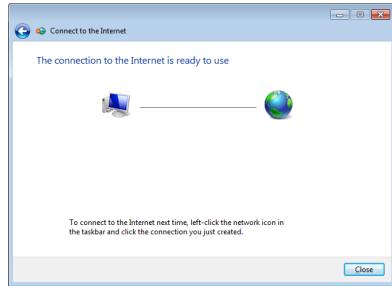 Connect to the Internet
The connection to the Internet is ready to use
To connect to the Internet next time, left-click the network icon in
the taskbar and click the connection you just created.
Close